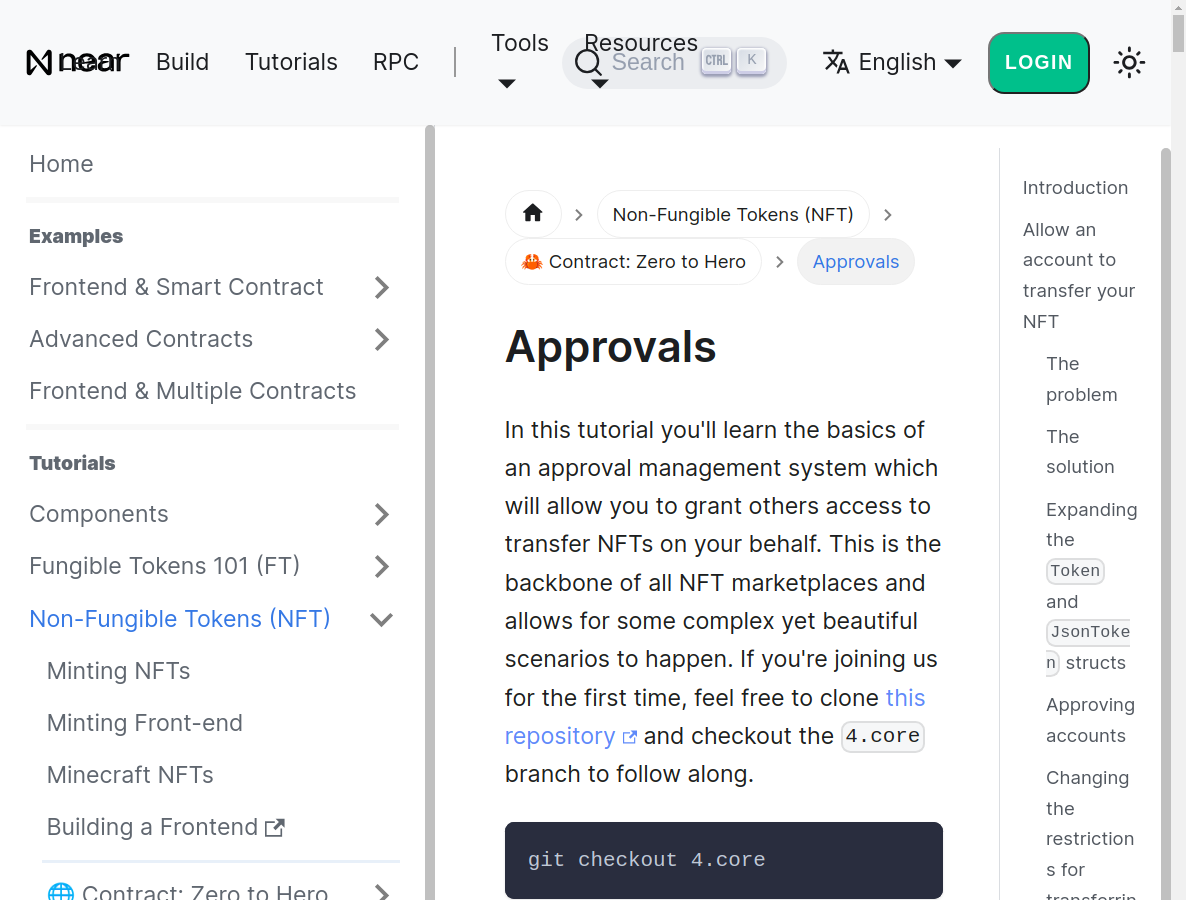 near Learn Build Tutorials RPC Tools Resources Search CTRL K English LOGIN
Home
Examples
Frontend & Smart Contract
Advanced Contracts
Frontend & Multiple Contracts
Tutorials
Components
Fungible Tokens 101 (FT)
Non-Fungible Tokens (NFT)
Minting NFTs
Minting Front-end
Minecraft NFTs
Building a Frontend
🌐 Contract: Zero to Hero
Non-Fungible Tokens (NFT)
🦀 Contract: Zero to Hero
Approvals
Approvals
In this tutorial you'll learn the basics of
an approval management system which
will allow you to grant others access to
transfer NFTs on your behalf. This is the
backbone of all NFT marketplaces and
allows for some complex yet beautiful
scenarios to happen. If you're joining us
for the first time, feel free to clone this
repository and checkout the 4.core
branch to follow along.
git checkout 4.core
Introduction
Allow an
account to
transfer your
NFT
The
problem
The
solution
Expanding
the
Token
and
JsonToke
n structs
Approving
accounts
Changing
the
restriction
s for
transferrin